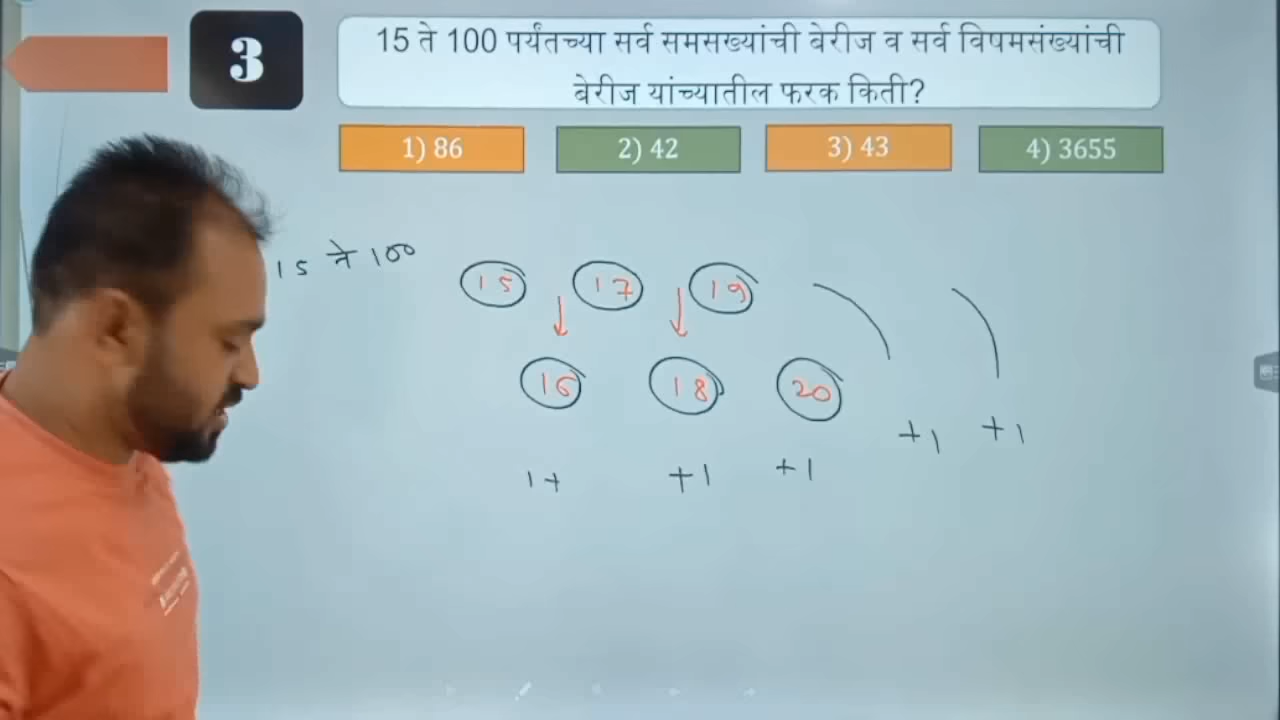 3
15 ते 100 पर्यंतच्या सर्व समसख्यांची बेरीज व सर्व विषमसंख्यांची
बेरीज यांच्यातील फरक किती?
1) 86 2) 42 3) 43 4) 3655
15 ते 100
15 17 19
16 18 20
+1 +1
1+ +1 +1